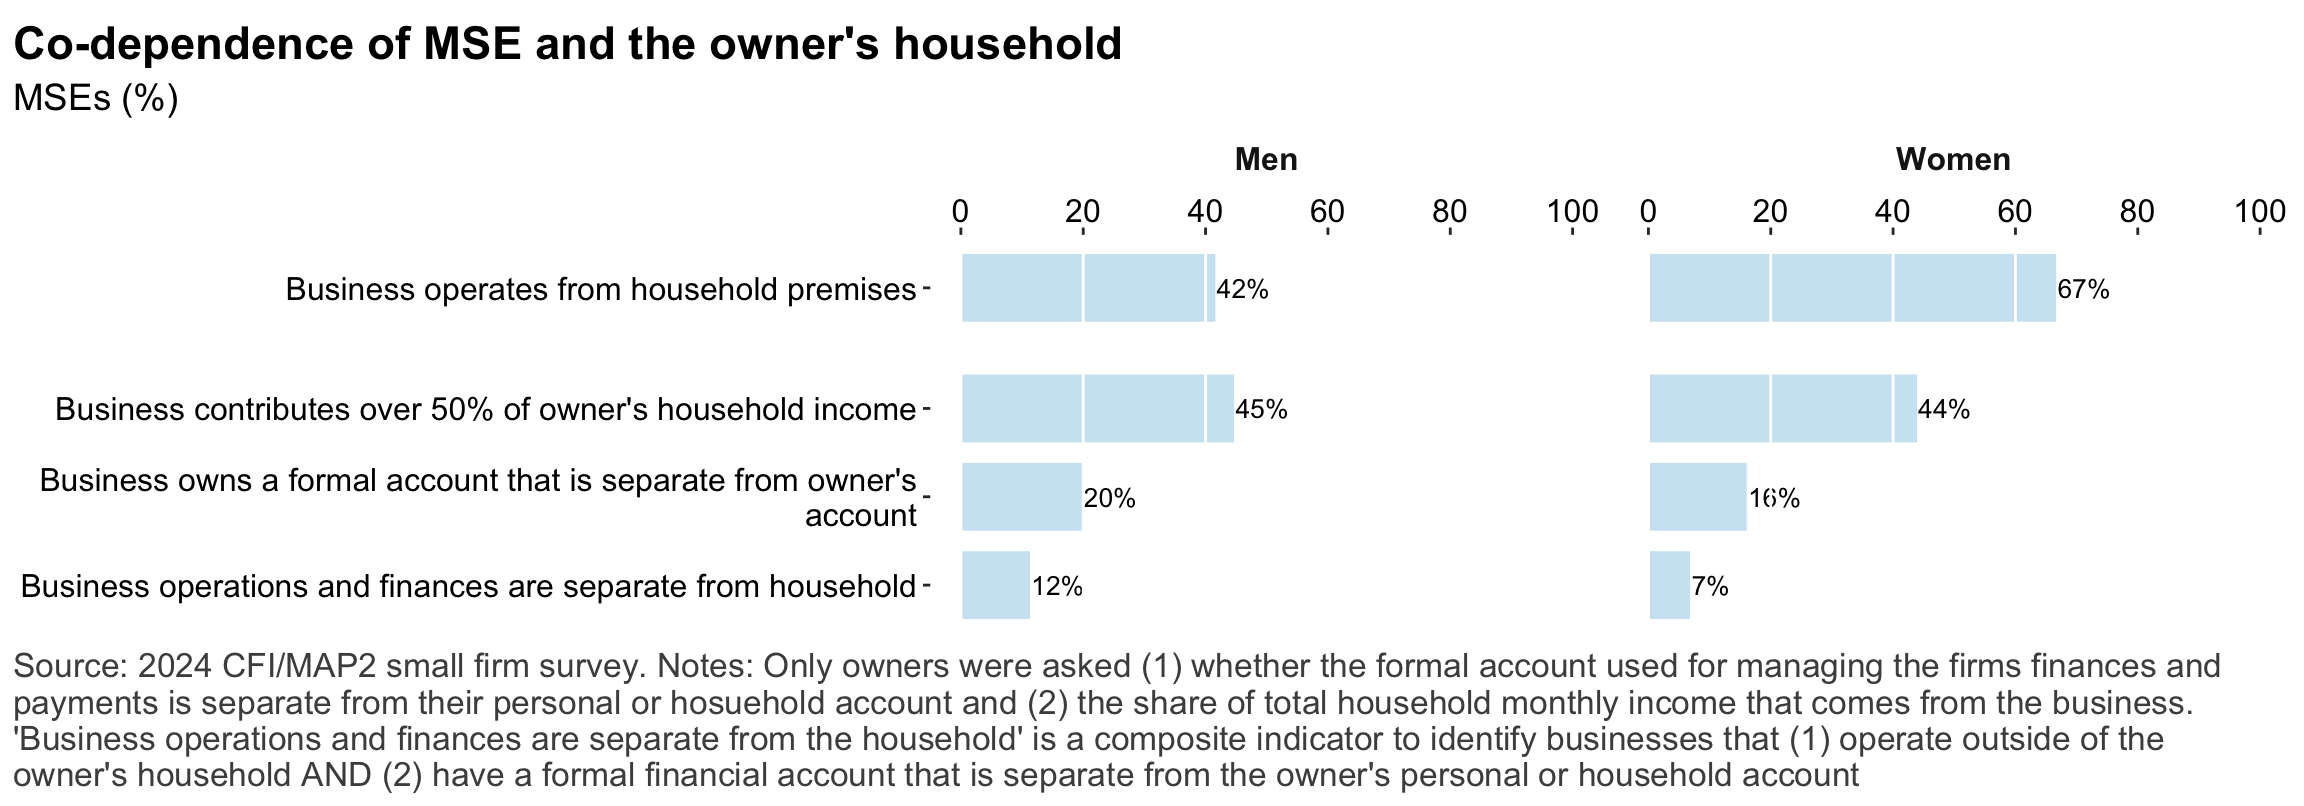 Co-dependence of MSE and the owner's household
MSEs (%)
Men
Women
0 20 40 60 80 100 0 20 40 60 80 100
Business operates from household premises 42% 67%
Business contributes over 50% of owner's household income 45% 44%
Business owns a formal account that is separate from owner's
account 20% 16%
Business operations and finances are separate from household 12% 7%
Source: 2024 CFI/MAP2 small firm survey. Notes: Only owners were asked (1) whether the formal account used for managing the firms finances and
payments is separate from their personal or hosuehold account and (2) the share of total household monthly income that comes from the business.
'Business operations and finances are separate from the household' is a composite indicator to identify businesses that (1) operate outside of the
owner's household AND (2) have a formal financial account that is separate from the owner's personal or household account